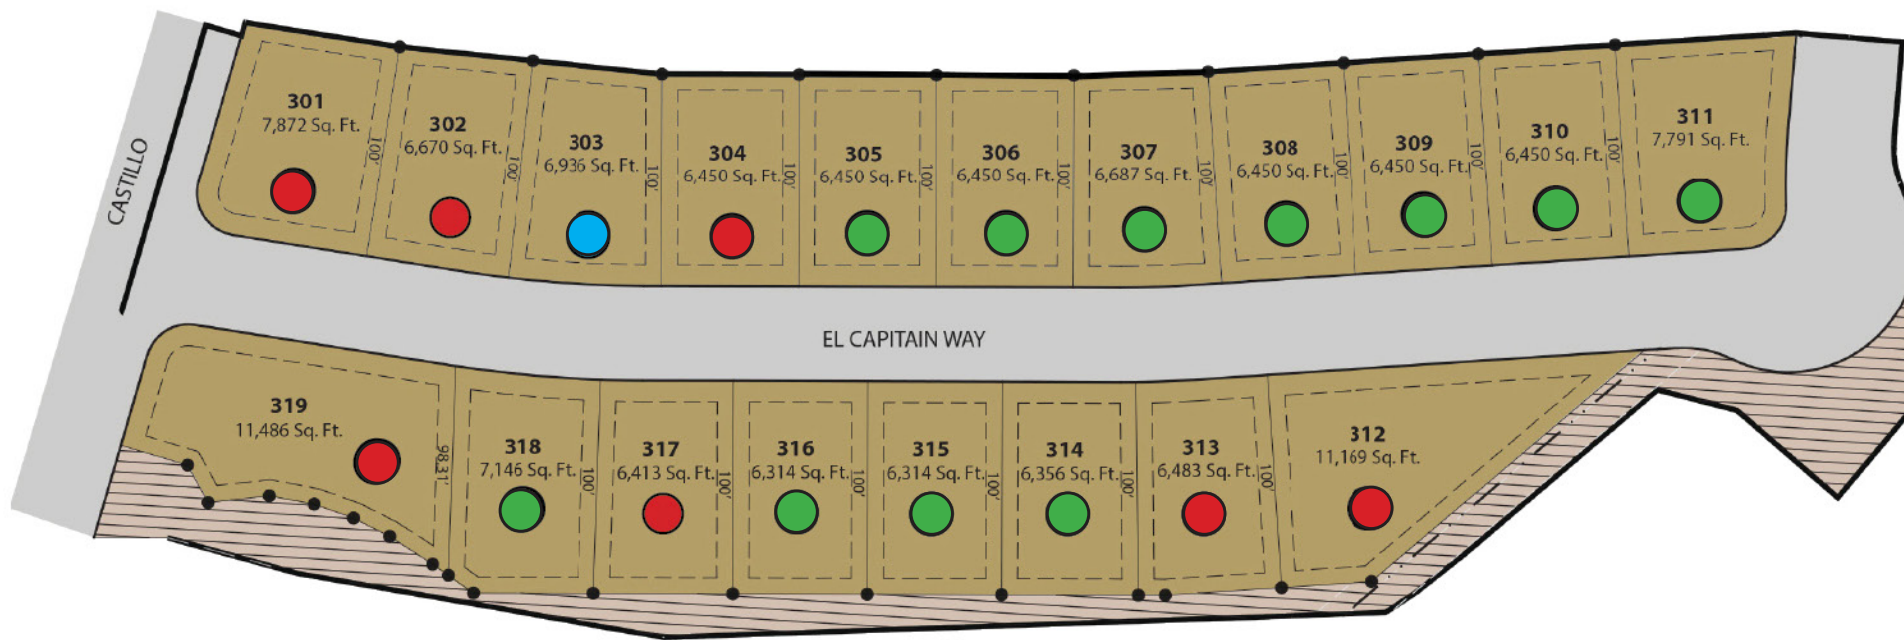 CASTILLO
301
7,872 Sq. Ft.
100'
302
6,670 Sq. Ft.
100'
303
6,936 Sq. Ft.
100'
304
6,450 Sq. Ft.
100'
305
6,450 Sq. Ft.
100'
306
6,450 Sq. Ft.
100'
307
6,687 Sq. Ft.
100'
308
6,450 Sq. Ft.
100'
309
6,450 Sq. Ft.
100'
310
6,450 Sq. Ft.
100'
311
7,791 Sq. Ft.
EL CAPITAIN WAY
319
11,486 Sq. Ft.
98.31'
318
7,146 Sq. Ft.
100'
317
6,413 Sq. Ft.
100'
316
6,314 Sq. Ft.
100'
315
6,314 Sq. Ft.
100'
314
6,356 Sq. Ft.
100'
313
6,483 Sq. Ft.
100'
312
11,169 Sq. Ft.